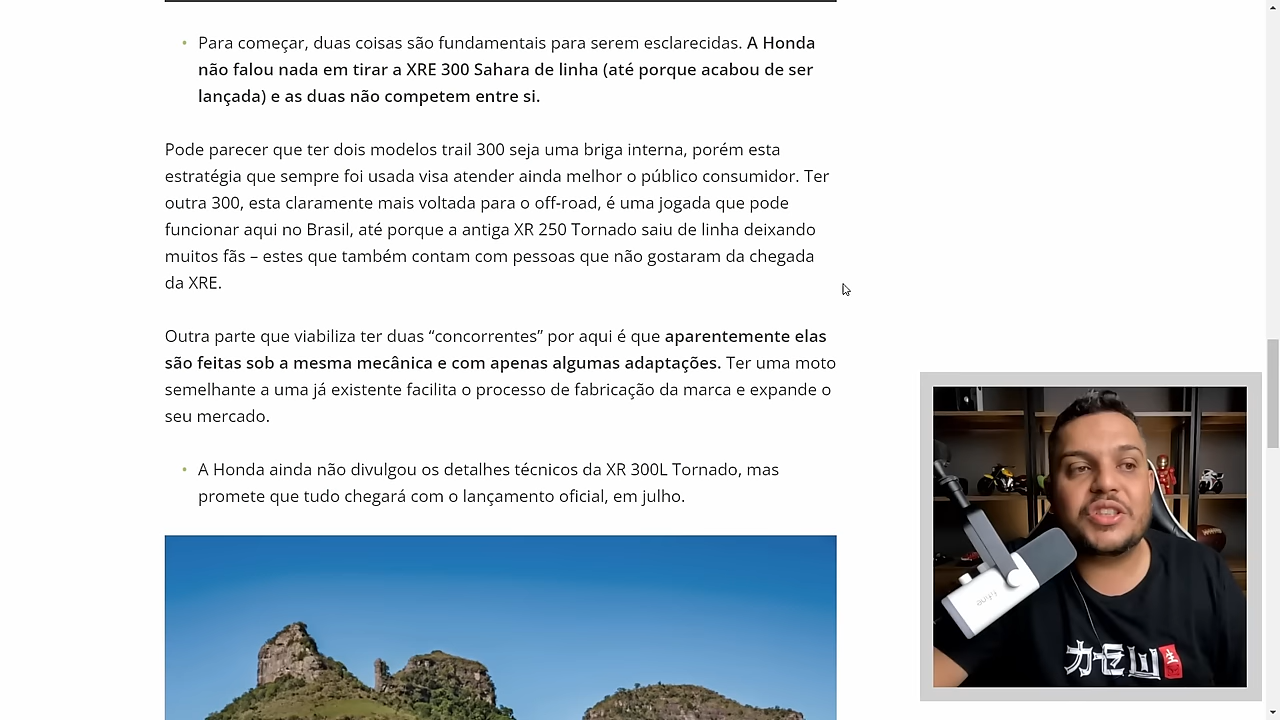 Para começar, duas coisas são fundamentais para serem esclarecidas. A Honda
não falou nada em tirar a XRE 300 Sahara de linha (até porque acabou de ser
lançada) e as duas não competem entre si.
Pode parecer que ter dois modelos trail 300 seja uma briga interna, porém esta
estratégia que sempre foi usada visa atender ainda melhor o público consumidor. Ter
outra 300, esta claramente mais voltada para o off-road, é uma jogada que pode
funcionar aqui no Brasil, até porque a antiga XR 250 Tornado saiu de linha deixando
muitos fãs – estes que também contam com pessoas que não gostaram da chegada
da XRE.
Outra parte que viabiliza ter duas “concorrentes” por aqui é que aparentemente elas
são feitas sob a mesma mecânica e com apenas algumas adaptações. Ter uma moto
semelhante a uma já existente facilita o processo de fabricação da marca e expande o
seu mercado.
A Honda ainda não divulgou os detalhes técnicos da XR 300L Tornado, mas
promete que tudo chegará com o lançamento oficial, em julho.